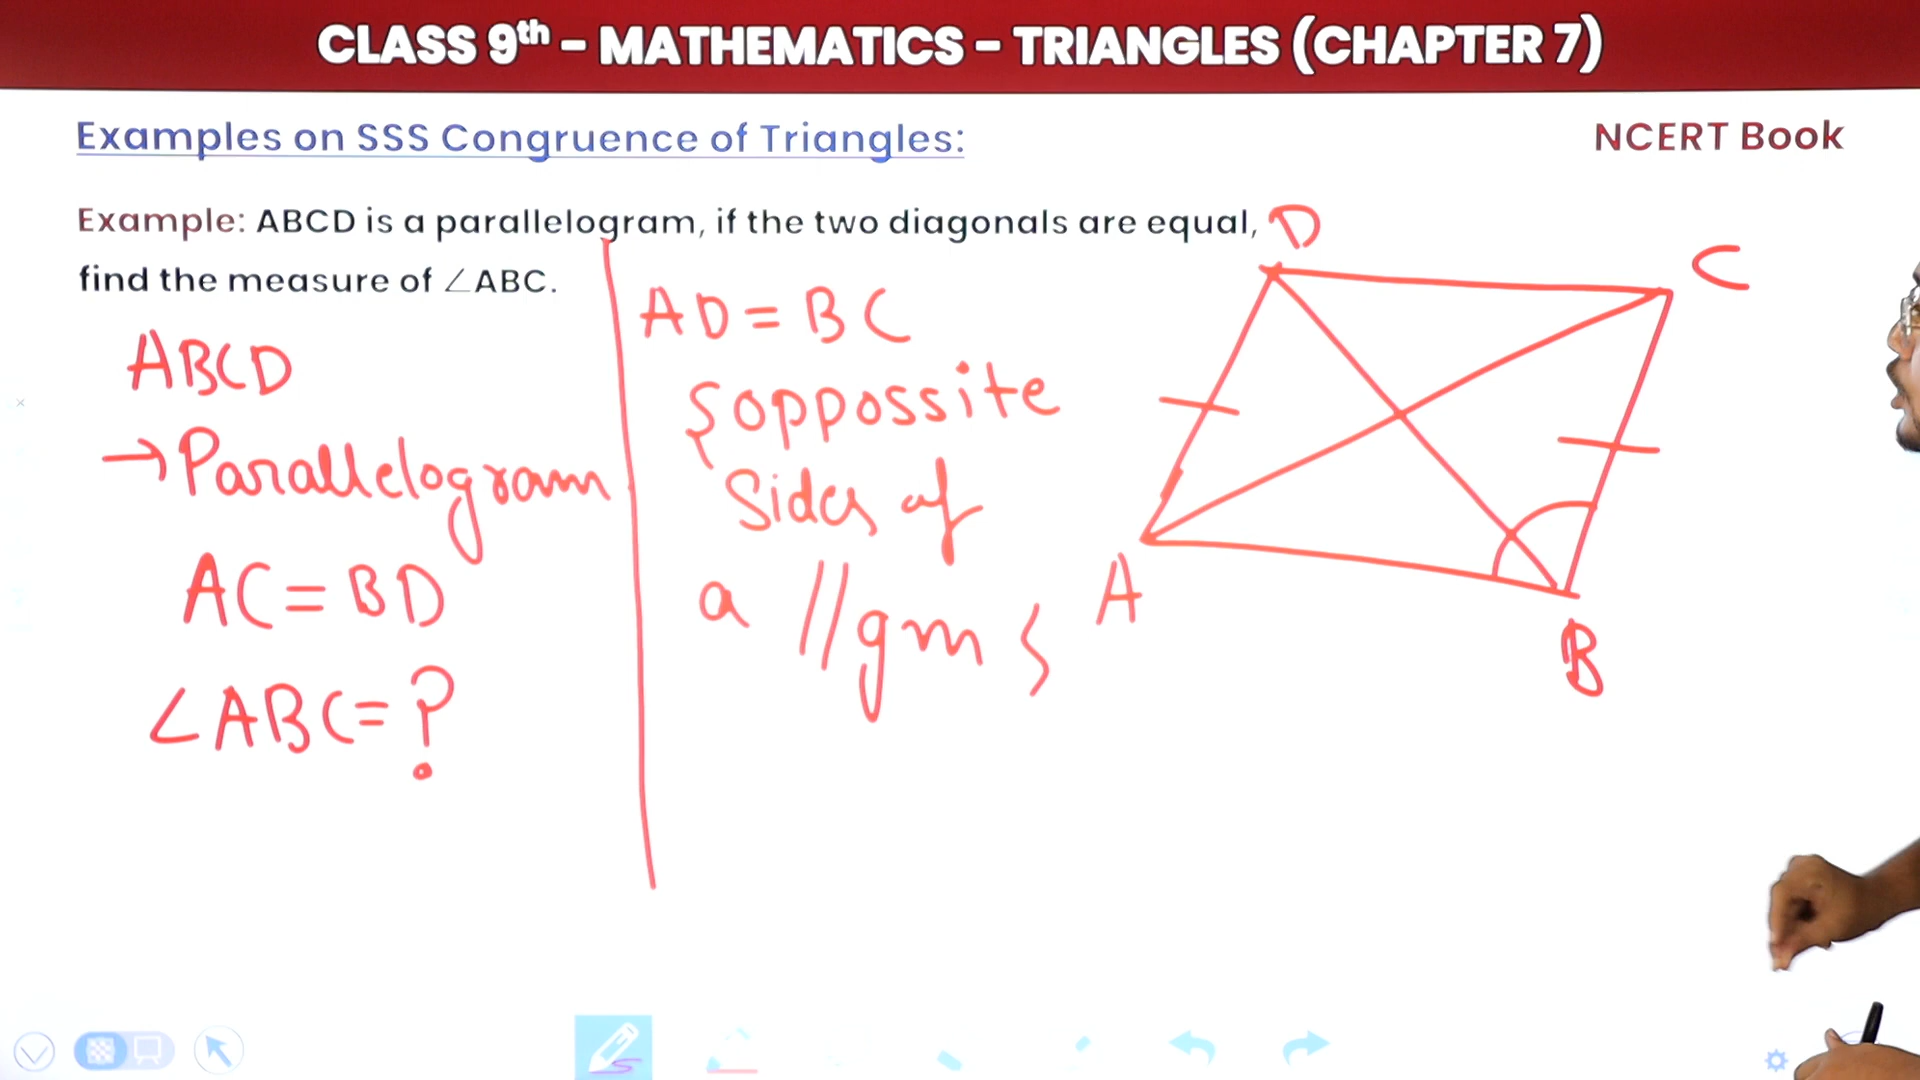 CLASS 9th – MATHEMATICS – TRIANGLES (CHAPTER 7)
Examples on SSS Congruence of Triangles:
NCERT Book
Example: ABCD is a parallelogram, if the two diagonals are equal,
find the measure of ∠ABC.
ABCD
→ Parallelogram
AC = BD
∠ABC = ?
AD = BC
{oppossite
Sides of
a //gm}
D
C
A
B